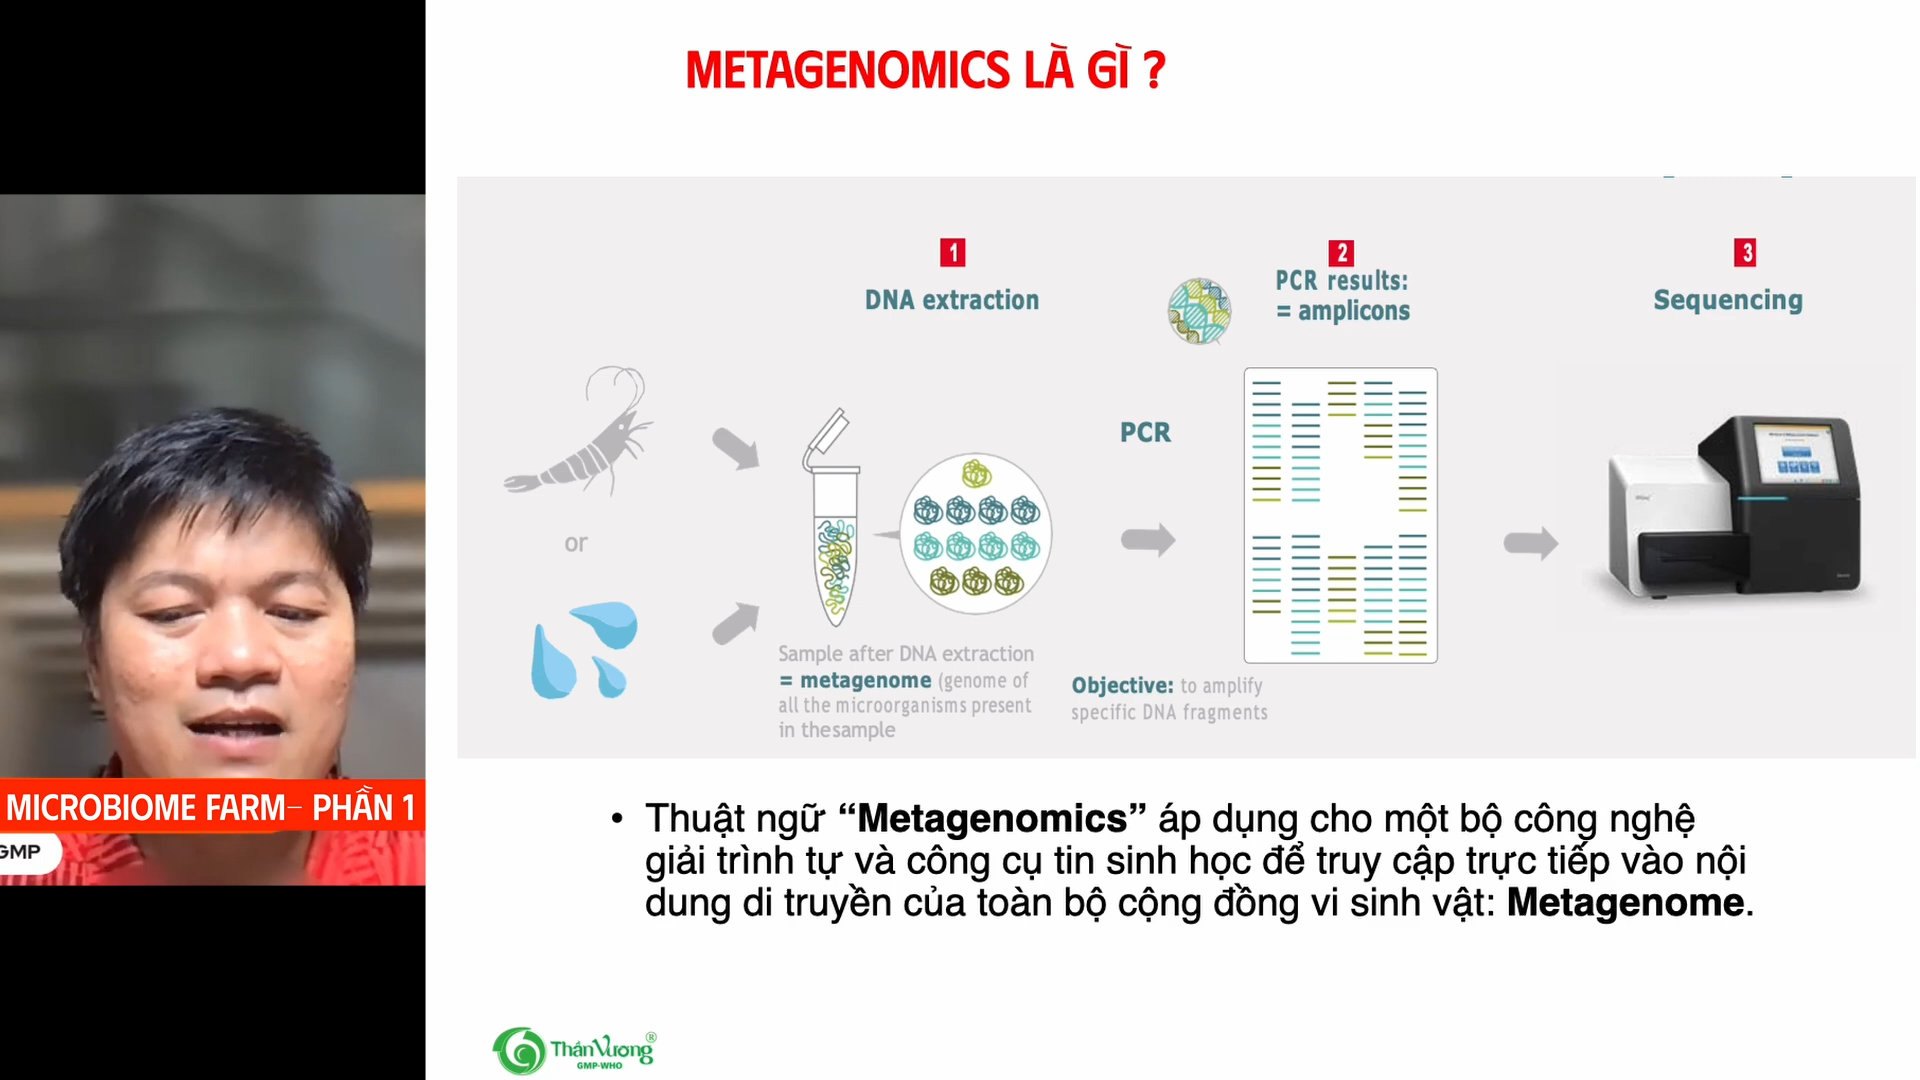 METAGENOMICS LÀ GÌ ?
1
DNA extraction
2
PCR results:
= amplicons
3
Sequencing
PCR
or
Sample after DNA extraction
= metagenome (genome of
all the microorganisms present
in thesample
Objective: to amplify
specific DNA fragments
MICROBIOME FARM– PHẦN 1
GMP
• Thuật ngữ “Metagenomics” áp dụng cho một bộ công nghệ
giải trình tự và công cụ tin sinh học để truy cập trực tiếp vào nội
dung di truyền của toàn bộ cộng đồng vi sinh vật: Metagenome.
Thần Vương®
GMP-WHO